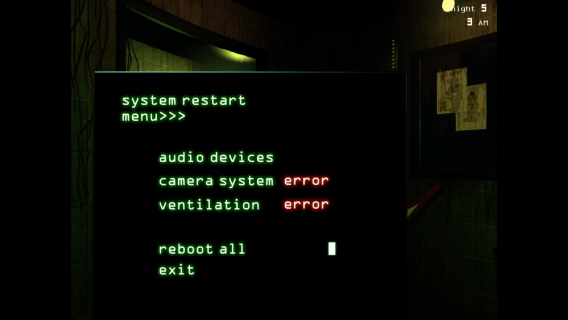 night 5
3 AM
system restart
menu>>>
audio devices
camera system error
ventilation error
reboot all
exit